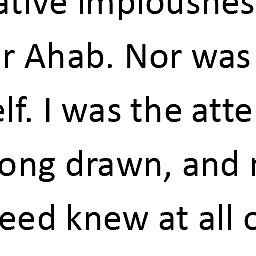 ative impiousnes
r Ahab. Nor was
elf. I was the atte
ong drawn, and
eed knew at all